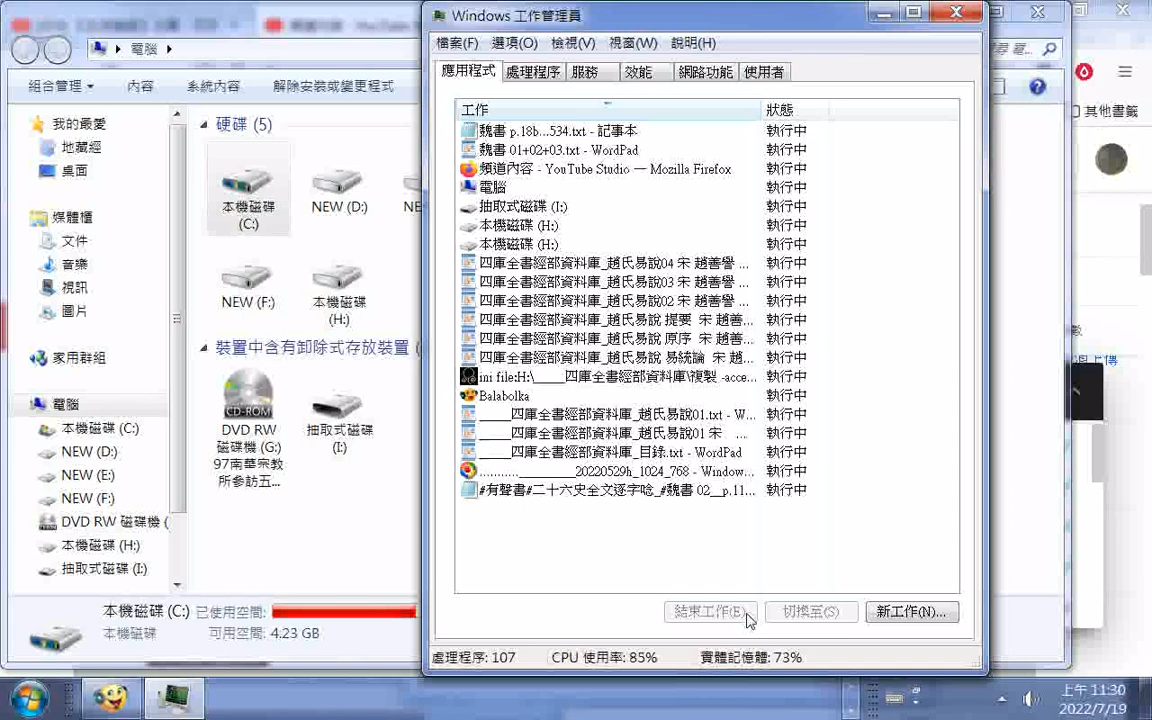 電腦
組合管理
內容
系統內容
解除安裝或變更程式
我的最愛
地藏經
桌面
媒體櫃
文件
音樂
視訊
圖片
家用群組
電腦
本機磁碟 (C:)
NEW (D:)
NEW (E:)
NEW (F:)
DVD RW 磁碟機 (
本機磁碟 (H:)
抽取式磁碟 (I:)
硬碟 (5)
本機磁碟
(C:)
NEW (D:)
NE
NEW (F:)
本機磁碟
(H:)
裝置中含有卸除式存放裝置 (
CD-ROM
DVD RW
磁碟機 (G:)
97南華宗教
所參訪五...
抽取式磁碟
(I:)
本機磁碟 (C:) 已使用空間:
本機磁碟 可用空間: 4.23 GB
Windows 工作管理員
檔案(F) 選項(O) 檢視(V) 視窗(W) 說明(H)
應用程式 處理程序 服務 效能 網路功能 使用者
工作 狀態
魏書 p.18b...534.txt - 記事本 執行中
魏書 01+02+03.txt - WordPad 執行中
頻道內容 - YouTube Studio — Mozilla Firefox 執行中
電腦 執行中
抽取式磁碟 (I:) 執行中
本機磁碟 (H:) 執行中
本機磁碟 (H:) 執行中
四庫全書經部資料庫_趙氏易說04 宋 趙善譽 ... 執行中
四庫全書經部資料庫_趙氏易說03 宋 趙善譽 ... 執行中
四庫全書經部資料庫_趙氏易說02 宋 趙善譽 ... 執行中
四庫全書經部資料庫_趙氏易說 提要 宋 趙善... 執行中
四庫全書經部資料庫_趙氏易說 原序 宋 趙善... 執行中
四庫全書經部資料庫_趙氏易說 易統論 宋 趙... 執行中
ini file:H:\_____四庫全書經部資料庫\複製 -acce... 執行中
Balabolka 執行中
_____四庫全書經部資料庫_趙氏易說01.txt - W... 執行中
_____四庫全書經部資料庫_趙氏易說01 宋 ... 執行中
_____四庫全書經部資料庫_目錄.txt - WordPad 執行中
..........________20220529h_1024_768 - Window... 執行中
#有聲書#二十六史全文逐字唸_#魏書 02__p.11... 執行中
結束工作(E) 切換至(S) 新工作(N)...
處理程序: 107 CPU 使用率: 85% 實體記憶體: 73%
其他書籤
上午 11:30
2022/7/19